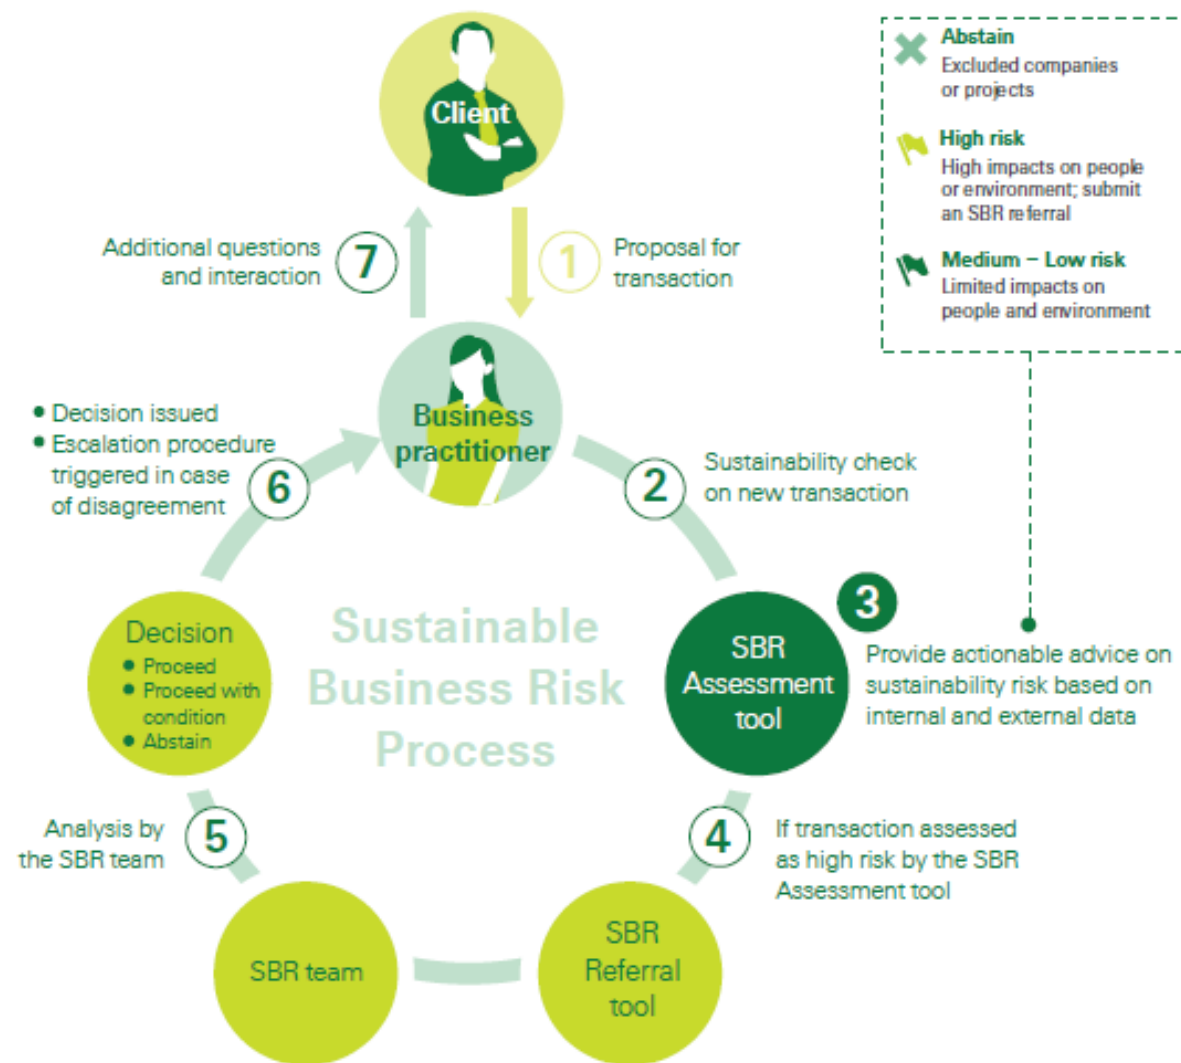 Client
Abstain
Excluded companies
or projects
High risk
High impacts on people
or environment; submit
an SBR referral
Medium – Low risk
Limited impacts on
people and environment
Additional questions
and interaction
7
1
Proposal for
transaction
Business
practitioner
• Decision issued
• Escalation procedure
triggered in case
of disagreement
6
2
Sustainability check
on new transaction
Sustainable
Business Risk
Process
Decision
• Proceed
• Proceed with
condition
• Abstain
SBR
Assessment
tool
3
Provide actionable advice on
sustainability risk based on
internal and external data
Analysis by
the SBR team
5
4
If transaction assessed
as high risk by the SBR
Assessment tool
SBR team
SBR
Referral
tool